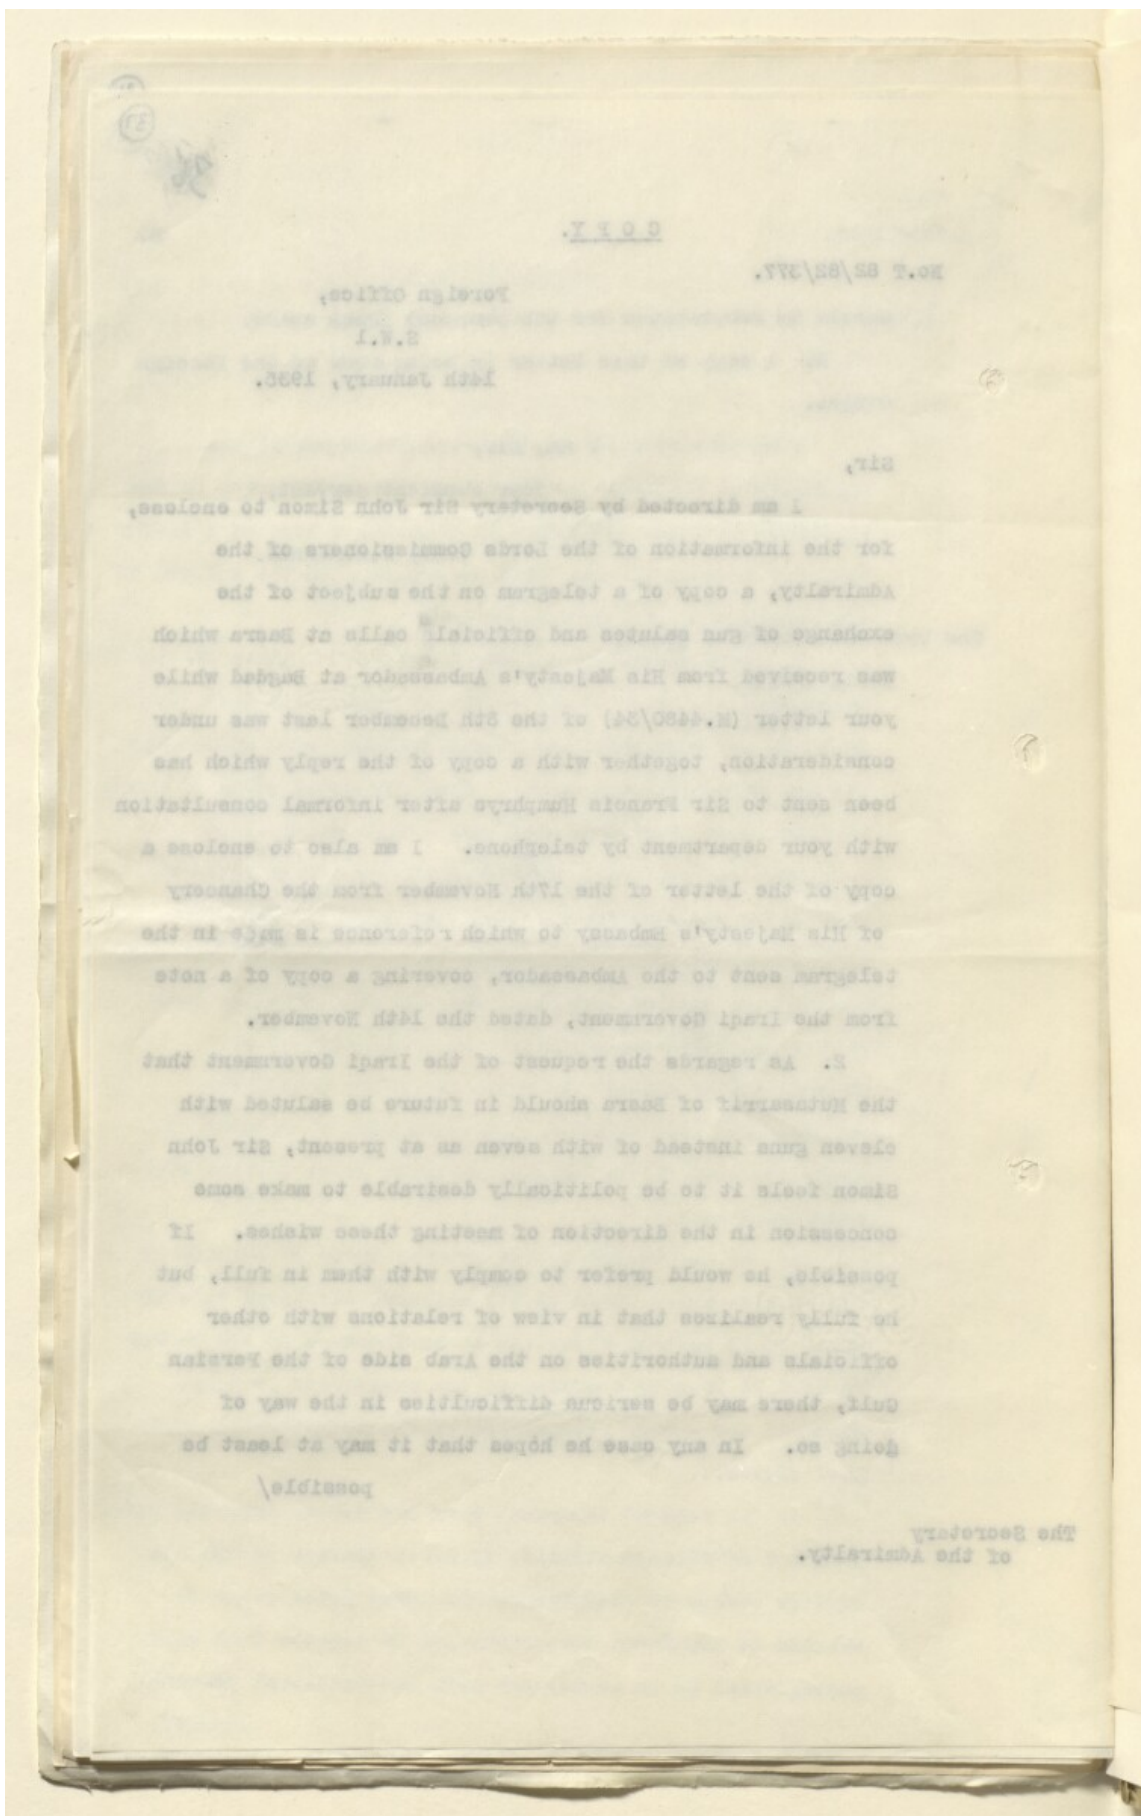 37
36
C O P Y.
No.T 82/82/377.
Foreign Office,
S.W.1
14th January, 1935.
Sir,
I am directed by Secretary Sir John Simon to enclose,
for the information of the Lords Commissioners of the
Admiralty, a copy of a telegram on the subject of the
exchange of gun salutes and official calls at Basra which
was received from His Majesty's Ambassador at Bagdad while
your letter (M.4480/34) of the 8th December last was under
consideration, together with a copy of the reply which has
been sent to Sir Francis Humphrys after informal consultation
with your department by telephone. I am also to enclose a
copy of the letter of the 17th November from the Chancery
of His Majesty's Embassy to which reference is made in the
telegram sent to the Ambassador, covering a copy of a note
from the Iraqi Government, dated the 14th November.
2. As regards the request of the Iraqi Government that
the Mutasarrif of Basra should in future be saluted with
eleven guns instead of with seven as at present, Sir John
Simon feels it to be politically desirable to make some
concession in the direction of meeting these wishes. If
possible, he would prefer to comply with them in full, but
he fully realizes that in view of relations with other
officials and authorities on the Arab side of the Persian
Gulf, there may be serious difficulties in the way of
doing so. In any case he hopes that it may at least be
possible/
The Secretary
of the Admiralty.